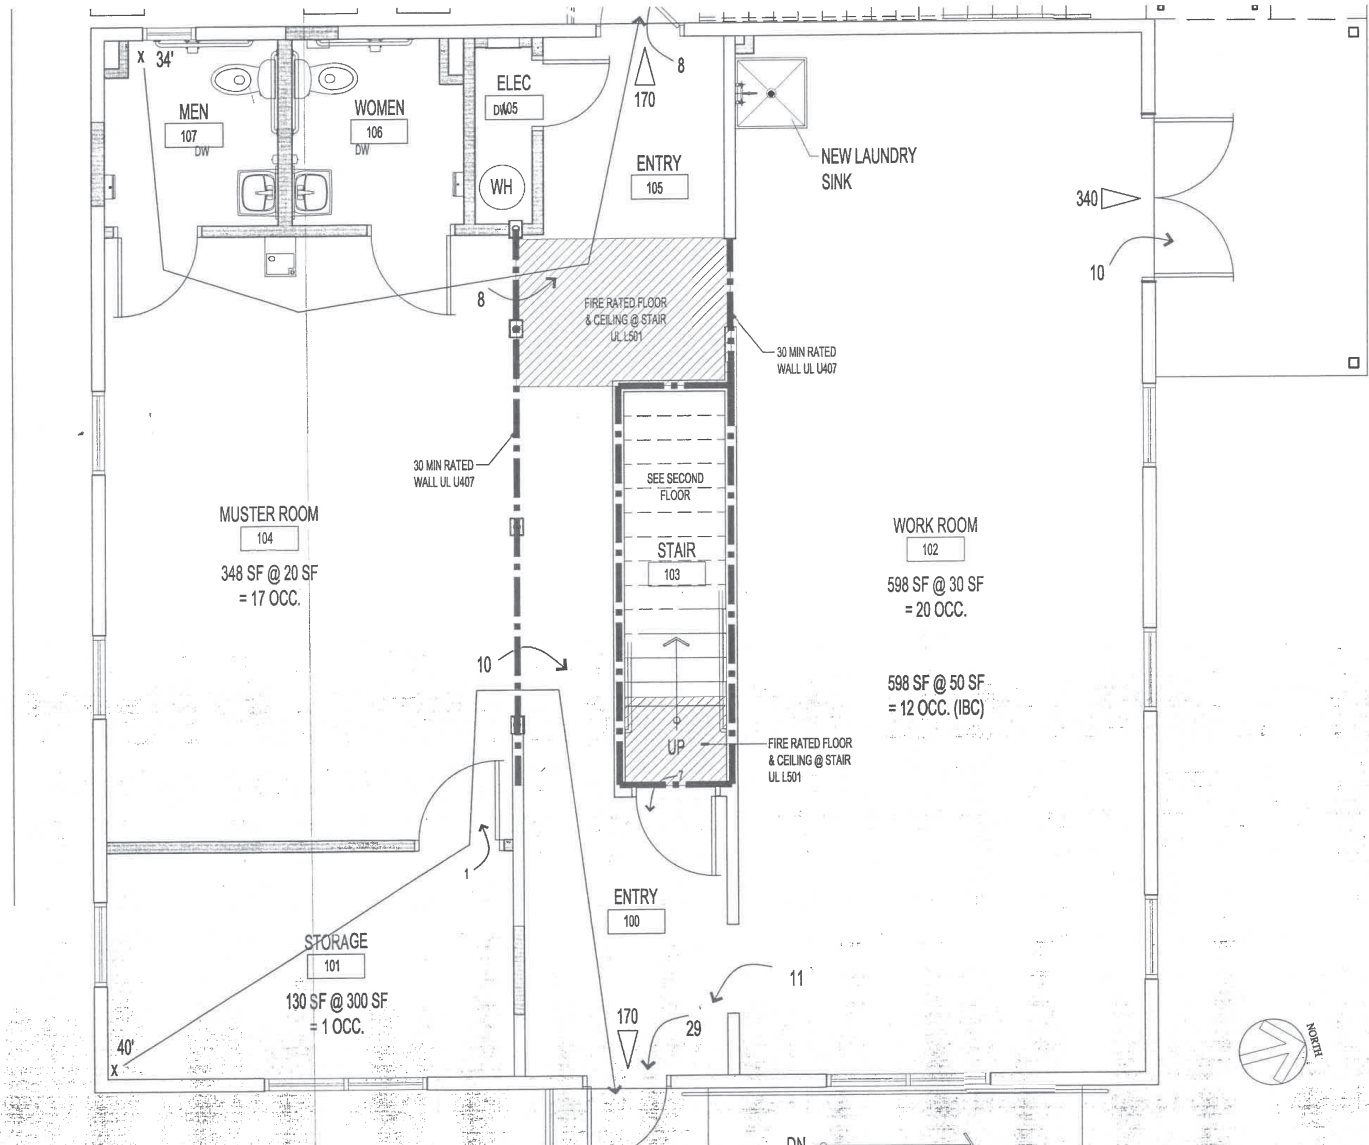 x 34'
8
ELEC
DW
105
170
MEN
107
DW
WOMEN
106
DW
ENTRY
105
WH
NEW LAUNDRY
SINK
340
10
8
FIRE RATED FLOOR
& CEILING @ STAIR
UL L501
30 MIN RATED
WALL UL U407
30 MIN RATED
WALL UL U407
SEE SECOND
FLOOR
MUSTER ROOM
104
348 SF @ 20 SF
= 17 OCC.
STAIR
103
WORK ROOM
102
598 SF @ 30 SF
= 20 OCC.
10
598 SF @ 50 SF
= 12 OCC. (IBC)
UP
FIRE RATED FLOOR
& CEILING @ STAIR
UL L501
7
1
ENTRY
100
STORAGE
101
130 SF @ 300 SF
= 1 OCC.
11
170
29
40'
x
NORTH
DN